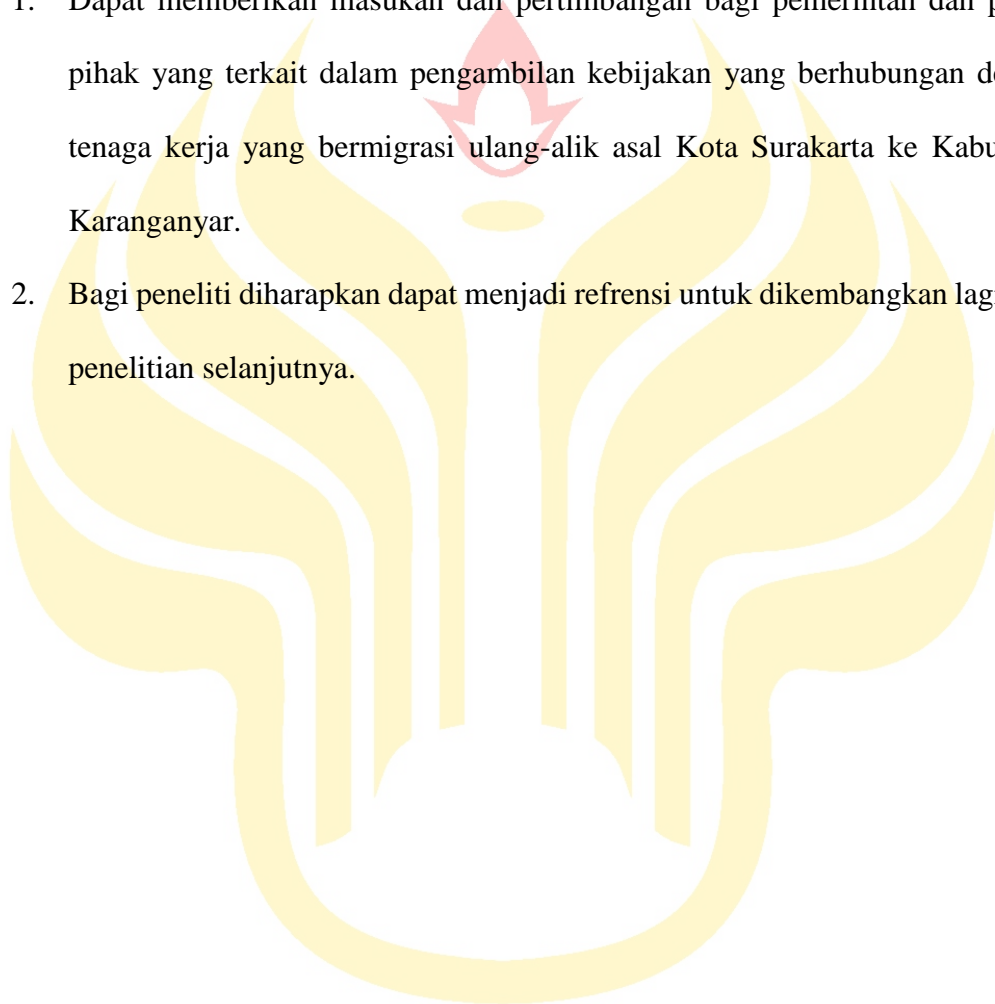 1. Dapat memberikan masukan dan pertimbangan bagi pemerintah dan
pihak yang terkait dalam pengambilan kebijakan yang berhubungan
tenaga kerja yang bermigrasi ulang-alik asal Kota Surakarta ke
Karanganyar.
2. Bagi peneliti diharapkan dapat menjadi refrensi untuk dikembangkan
penelitian selanjutnya.